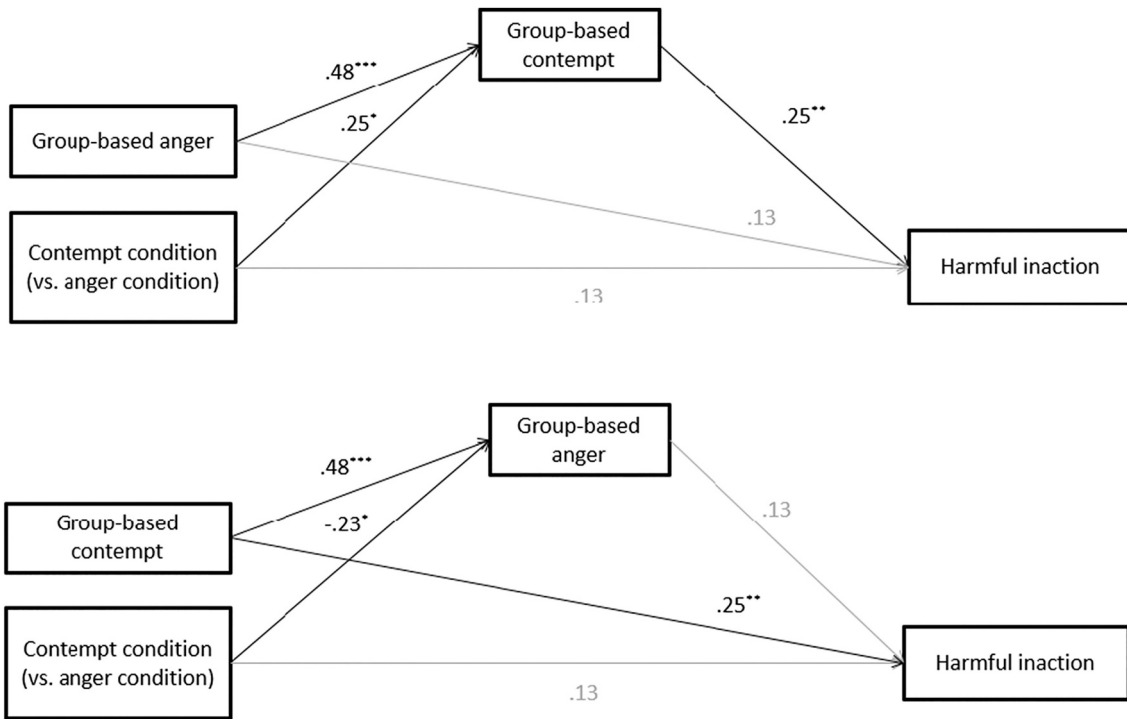 Group-based
contempt
.48***
.25*
.25**
Group-based anger
.13
Contempt condition
(vs. anger condition)
Harmful inaction
.13
Group-based
anger
.48***
-.23*
.13
Group-based
contempt
.25**
Contempt condition
(vs. anger condition)
Harmful inaction
.13